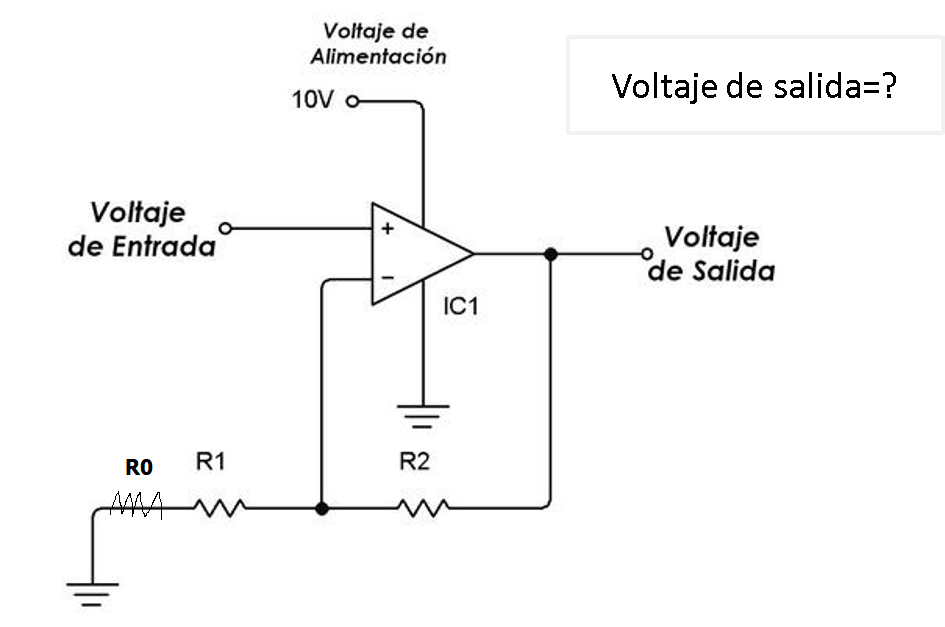 Voltaje de
Alimentación
10V
Voltaje de salida=?
Voltaje
de Entrada
+
−
IC1
Voltaje
de Salida
R0
R1
R2